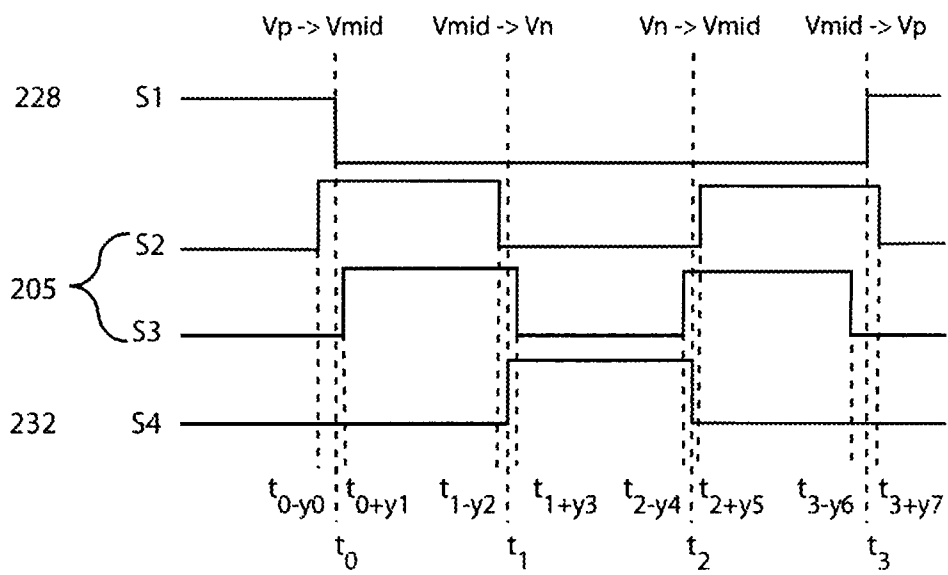 Vp -> Vmid Vmid -> Vn Vn -> Vmid Vmid -> Vp
228 S1
S2
205
S3
232 S4
t0-y0 t0+y1 t1-y2 t1+y3 t2-y4 t2+y5 t3-y6 t3+y7
t0 t1 t2 t3